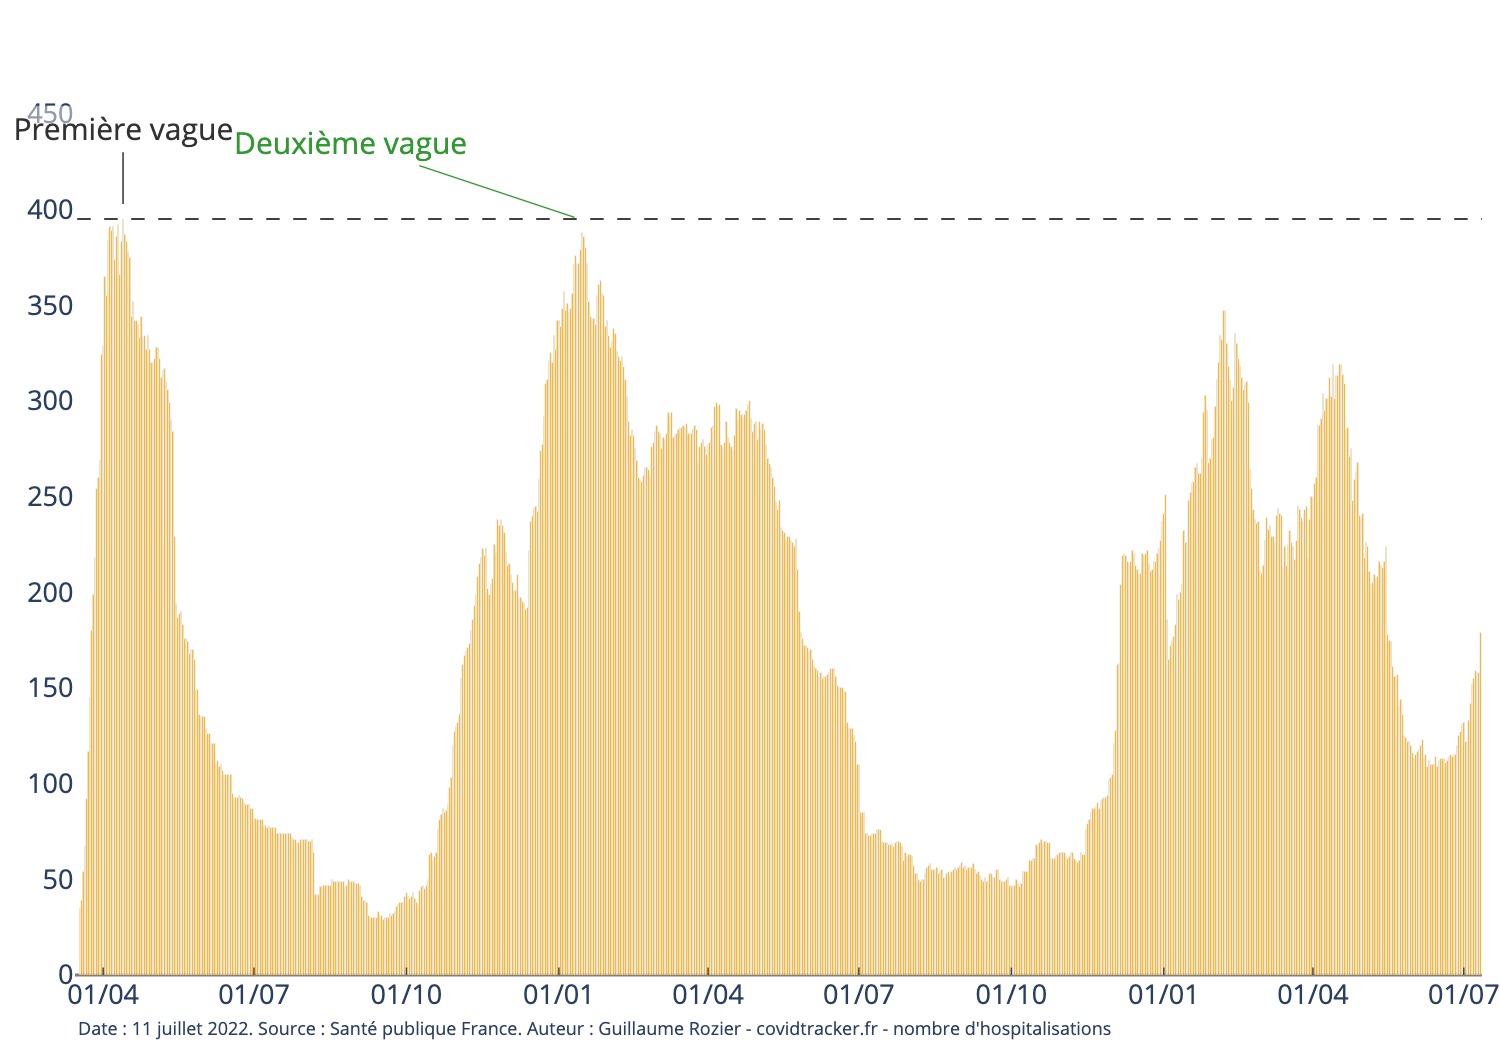 450
Première vague
Deuxième vague
400
350
300
250
200
150
100
50
0
01/04 01/07 01/10 01/01 01/04 01/07 01/10 01/01 01/04 01/07
Date : 11 juillet 2022. Source : Santé publique France. Auteur : Guillaume Rozier - covidtracker.fr - nombre d'hospitalisations